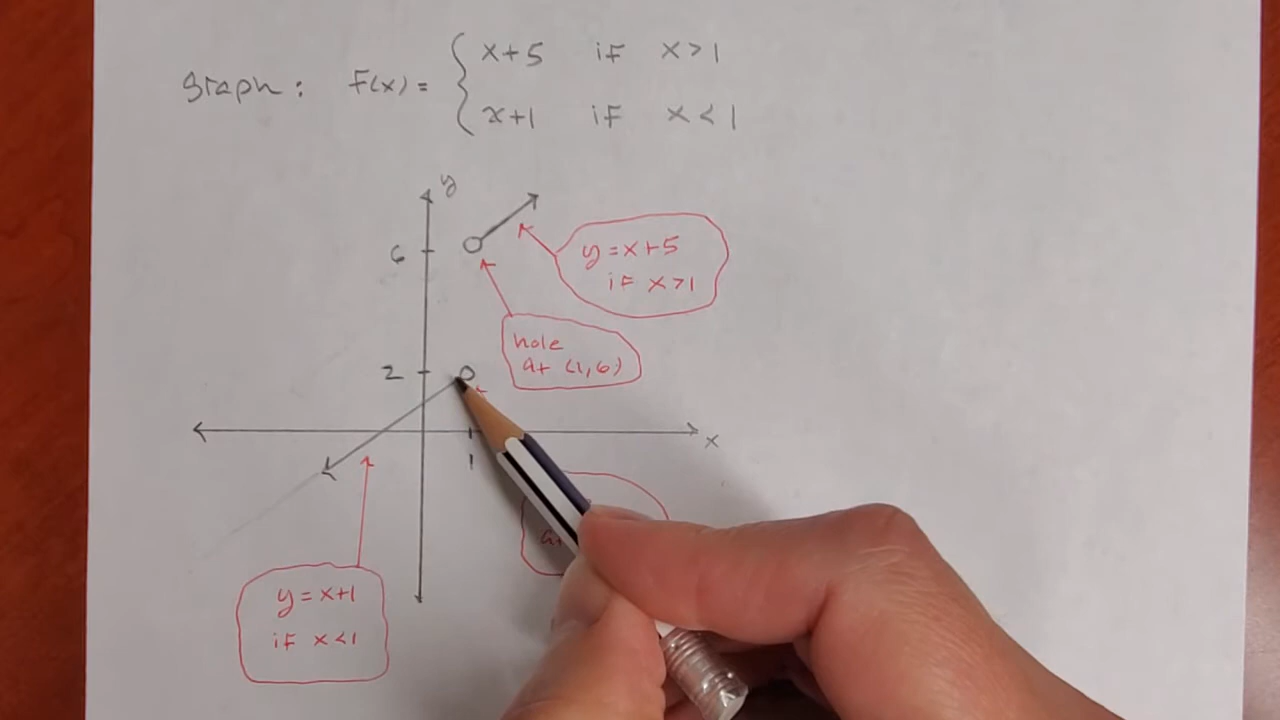 Graph: F(x) = { x+5 if x>1
x+1 if x<1
y
6
y=x+5
if x>1
hole
at (1,6)
2
x
1
y=x+1
if x<1